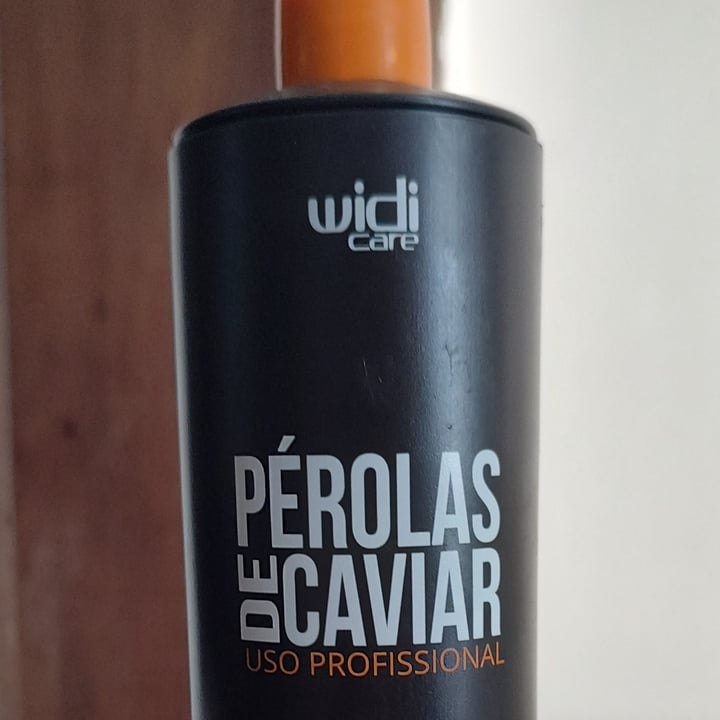 widi
care
PÉROLAS
DE CAVIAR
USO PROFISSIONAL